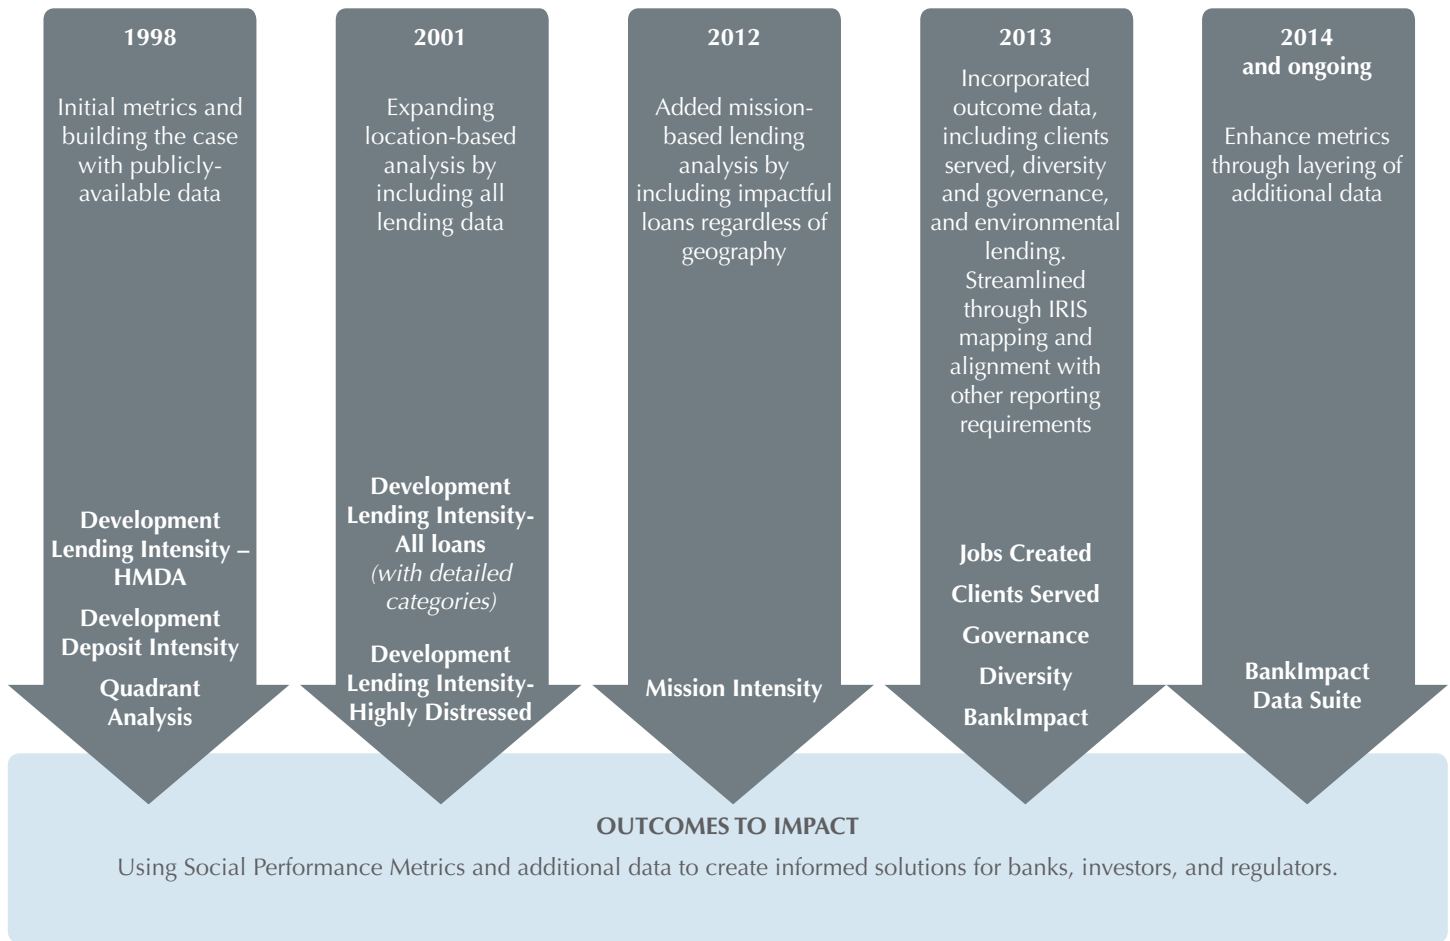 1998
Initial metrics and
building the case
with publicly-
available data
Development
Lending Intensity –
HMDA
Development
Deposit Intensity
Quadrant
Analysis
2001
Expanding
location-based
analysis by
including all
lending data
Development
Lending Intensity-
All loans
(with detailed
categories)
Development
Lending Intensity-
Highly Distressed
2012
Added mission-
based lending
analysis by
including impactful
loans regardless of
geography
Mission Intensity
2013
Incorporated
outcome data,
including clients
served, diversity
and governance,
and environmental
lending.
Streamlined
through IRIS
mapping and
alignment with
other reporting
requirements
Jobs Created
Clients Served
Governance
Diversity
BankImpact
2014
and ongoing
Enhance metrics
through layering of
additional data
BankImpact
Data Suite
OUTCOMES TO IMPACT
Using Social Performance Metrics and additional data to create informed solutions for banks, investors, and regulators.